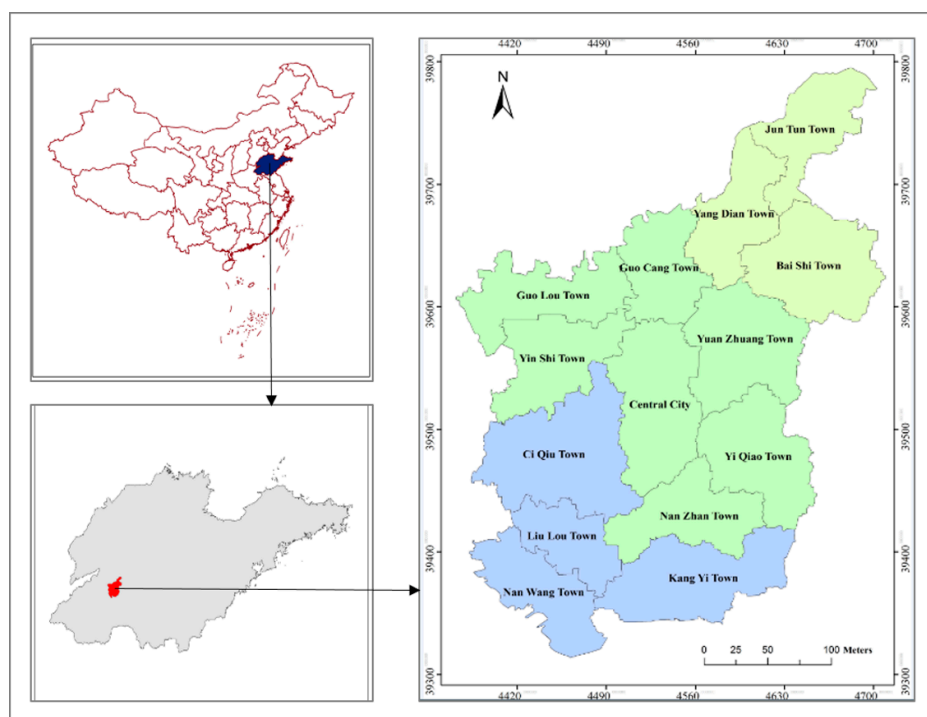 4420 4490 4560 4630 4700
39800 39800
N
Jun Tun Town
39700 39700
Yang Dian Town
Bai Shi Town
Guo Cang Town
Guo Lou Town
39600 39600
Yuan Zhuang Town
Yin Shi Town
Central City
39500 39500
Ci Qiu Town
Yi Qiao Town
Nan Zhan Town
Liu Lou Town
39400 39400
Kang Yi Town
Nan Wang Town
0 25 50 100 Meters
39300 39300
4420 4490 4560 4630 4700